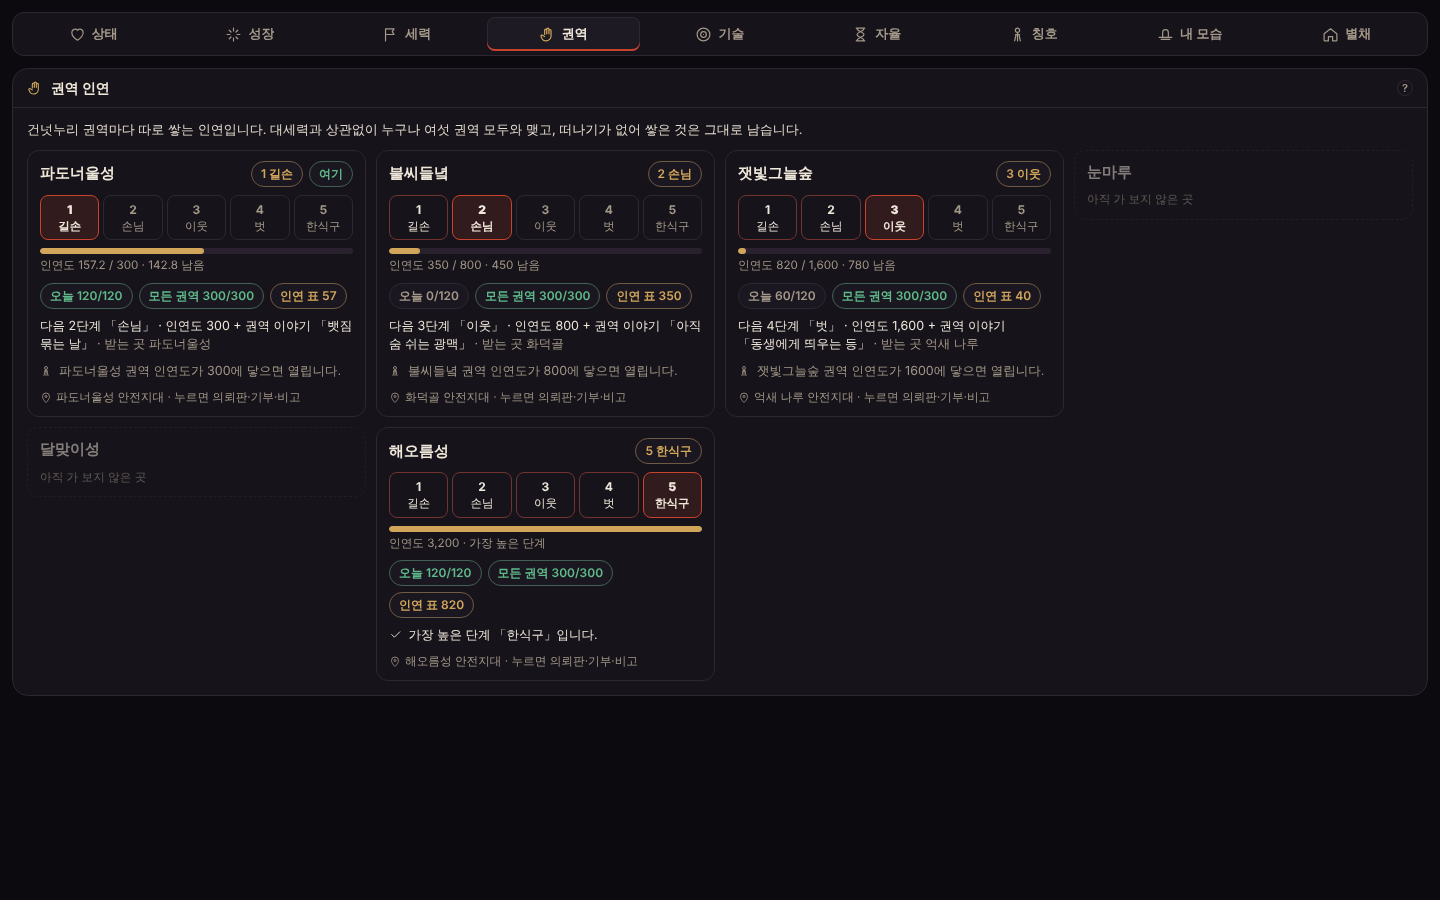 상태
성장
세력
권역
기술
자율
칭호
내 모습
별채
권역 인연
?
건넛누리 권역마다 따로 쌓는 인연입니다. 대세력과 상관없이 누구나 여섯 권역 모두와 맺고, 떠나기가 없어 쌓은 것은 그대로 남습니다.
파도너울성
1 길손
여기
1 길손
2 손님
3 이웃
4 벗
5 한식구
인연도 157.2 / 300 · 142.8 남음
오늘 120/120
모든 권역 300/300
인연 표 57
다음 2단계 「손님」 · 인연도 300 + 권역 이야기 「뱃짐
묶는 날」 · 받는 곳 파도너울성
파도너울성 권역 인연도가 300에 닿으면 열립니다.
파도너울성 안전지대 · 누르면 의뢰판·기부·비고
불씨들녘
2 손님
1 길손
2 손님
3 이웃
4 벗
5 한식구
인연도 350 / 800 · 450 남음
오늘 0/120
모든 권역 300/300
인연 표 350
다음 3단계 「이웃」 · 인연도 800 + 권역 이야기 「아직
숨 쉬는 광맥」 · 받는 곳 화덕골
불씨들녘 권역 인연도가 800에 닿으면 열립니다.
화덕골 안전지대 · 누르면 의뢰판·기부·비고
잿빛그늘숲
3 이웃
1 길손
2 손님
3 이웃
4 벗
5 한식구
인연도 820 / 1,600 · 780 남음
오늘 60/120
모든 권역 300/300
인연 표 40
다음 4단계 「벗」 · 인연도 1,600 + 권역 이야기
「동생에게 띄우는 등」 · 받는 곳 억새 나루
잿빛그늘숲 권역 인연도가 1600에 닿으면 열립니다.
억새 나루 안전지대 · 누르면 의뢰판·기부·비고
눈마루
아직 가 보지 않은 곳
달맞이성
아직 가 보지 않은 곳
해오름성
5 한식구
1 길손
2 손님
3 이웃
4 벗
5 한식구
인연도 3,200 · 가장 높은 단계
오늘 120/120
모든 권역 300/300
인연 표 820
가장 높은 단계 「한식구」입니다.
해오름성 안전지대 · 누르면 의뢰판·기부·비고